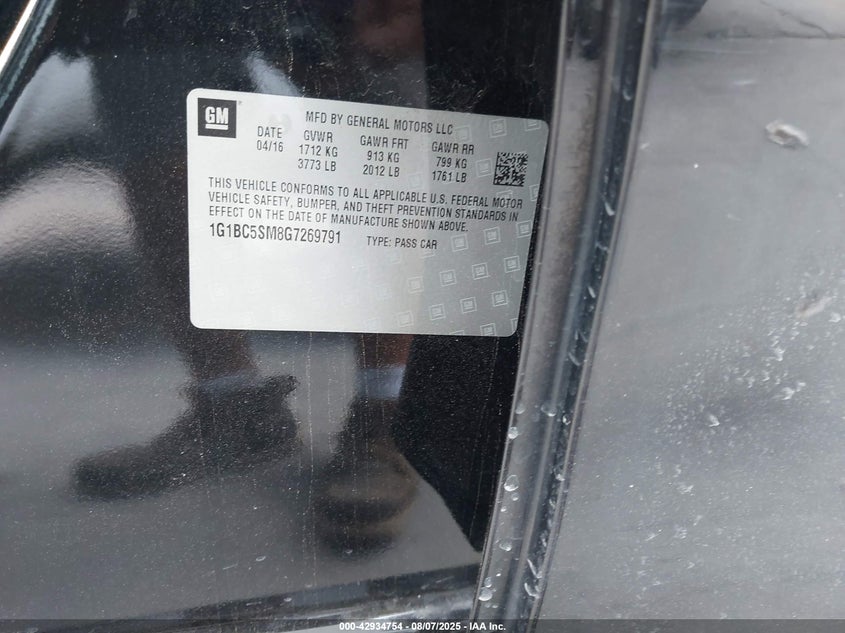 GM
MFD BY GENERAL MOTORS LLC
DATE GVWR GAWR FRT GAWR RR
04/16 1712 KG 913 KG 799 KG
3773 LB 2012 LB 1761 LB
THIS VEHICLE CONFORMS TO ALL APPLICABLE U.S. FEDERAL MOTOR
VEHICLE SAFETY, BUMPER, AND THEFT PREVENTION STANDARDS IN
EFFECT ON THE DATE OF MANUFACTURE SHOWN ABOVE.
1G1BC5SM8G7269791 TYPE: PASS CAR
000-42934754 - 08/07/2025 - IAA Inc.